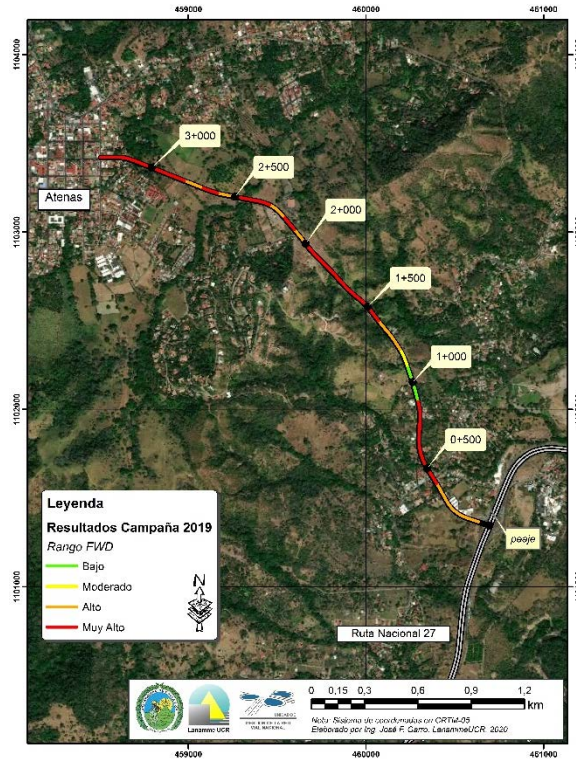 459000 460000 461000
1104000
3+000
2+500
Atenas
1103000
2+000
1+500
1+000
1102000
0+500
peaje
Leyenda
Resultados Campaña 2019
Rango FWD
Bajo
Moderado
Alto
Muy Alto
N
1101000
Ruta Nacional 27
0 0,15 0,3 0,6 0,9 1,2
km
Lanamme UCR
Nota: Sistema de coordenadas en CRTM-05
Elaborado por Ing. José F. Garro. LanammeUCR, 2020
459000 460000 461000